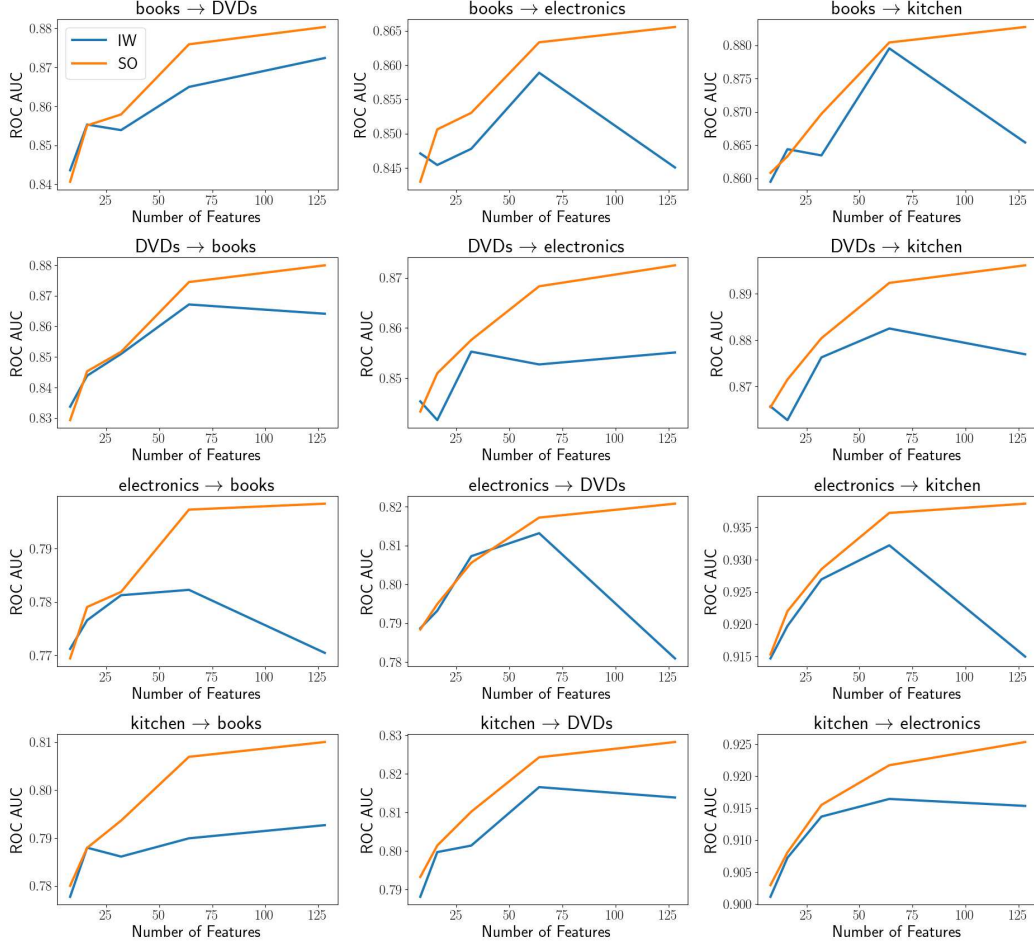 books → DVDs
ROC AUC
0.88
0.87
0.86
0.85
0.84
IW
SO
25 50 75 100 125
Number of Features
books → electronics
ROC AUC
0.865
0.860
0.855
0.850
0.845
25 50 75 100 125
Number of Features
books → kitchen
ROC AUC
0.880
0.875
0.870
0.865
0.860
25 50 75 100 125
Number of Features
DVDs → books
ROC AUC
0.88
0.87
0.86
0.85
0.84
0.83
25 50 75 100 125
Number of Features
DVDs → electronics
ROC AUC
0.87
0.86
0.85
25 50 75 100 125
Number of Features
DVDs → kitchen
ROC AUC
0.89
0.88
0.87
25 50 75 100 125
Number of Features
electronics → books
ROC AUC
0.79
0.78
0.77
25 50 75 100 125
Number of Features
electronics → DVDs
ROC AUC
0.82
0.81
0.80
0.79
0.78
25 50 75 100 125
Number of Features
electronics → kitchen
ROC AUC
0.935
0.930
0.925
0.920
0.915
25 50 75 100 125
Number of Features
kitchen → books
ROC AUC
0.81
0.80
0.79
0.78
25 50 75 100 125
Number of Features
kitchen → DVDs
ROC AUC
0.83
0.82
0.81
0.80
0.79
25 50 75 100 125
Number of Features
kitchen → electronics
ROC AUC
0.925
0.920
0.915
0.910
0.905
0.900
25 50 75 100 125
Number of Features